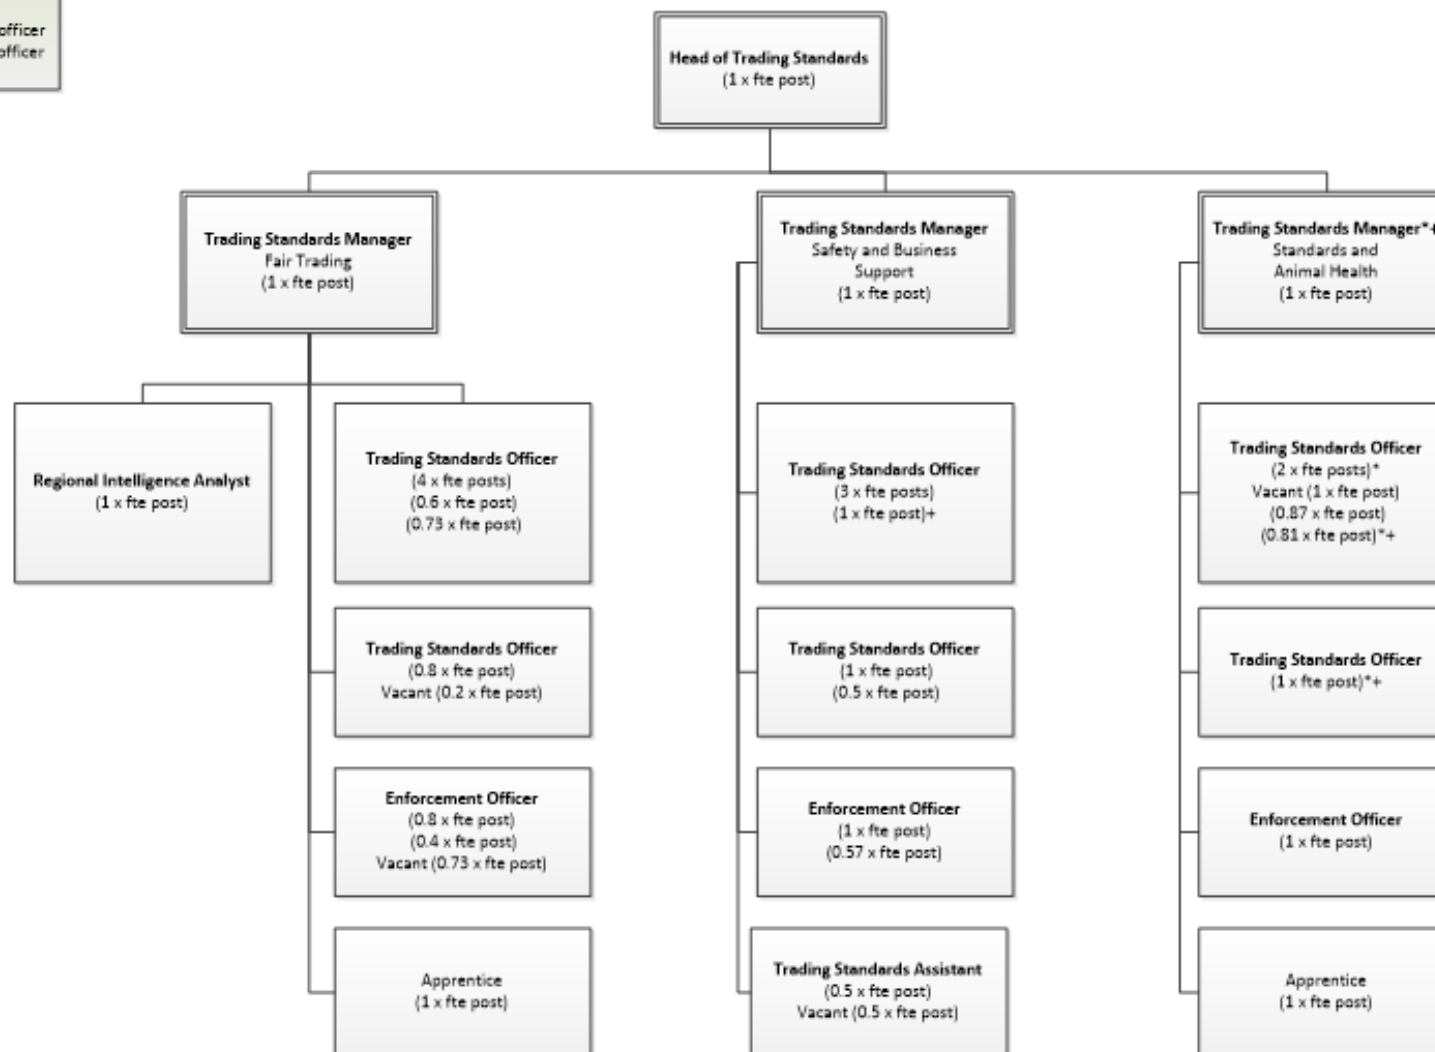 officer
officer
Head of Trading Standards
(1 x fte post)
Trading Standards Manager
Fair Trading
(1 x fte post)
Trading Standards Manager
Safety and Business
Support
(1 x fte post)
Trading Standards Manager*+
Standards and
Animal Health
(1 x fte post)
Regional Intelligence Analyst
(1 x fte post)
Trading Standards Officer
(4 x fte posts)
(0.6 x fte post)
(0.73 x fte post)
Trading Standards Officer
(3 x fte posts)
(1 x fte post)+
Trading Standards Officer
(2 x fte posts)*
Vacant (1 x fte post)
(0.87 x fte post)
(0.81 x fte post)*+
Trading Standards Officer
(0.8 x fte post)
Vacant (0.2 x fte post)
Trading Standards Officer
(1 x fte post)
(0.5 x fte post)
Trading Standards Officer
(1 x fte post)*+
Enforcement Officer
(0.8 x fte post)
(0.4 x fte post)
Vacant (0.73 x fte post)
Enforcement Officer
(1 x fte post)
(0.57 x fte post)
Enforcement Officer
(1 x fte post)
Apprentice
(1 x fte post)
Trading Standards Assistant
(0.5 x fte post)
Vacant (0.5 x fte post)
Apprentice
(1 x fte post)